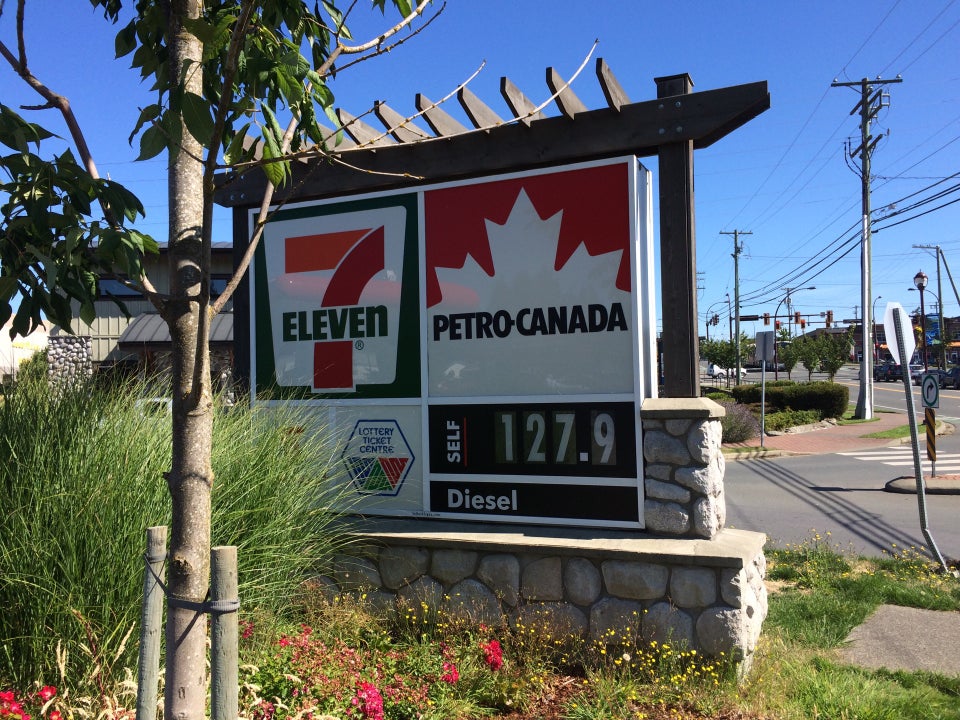 7
ELEVEn
®
PETRO-CANADA
LOTTERY
TICKET
CENTRE
SELF
127.9
Diesel